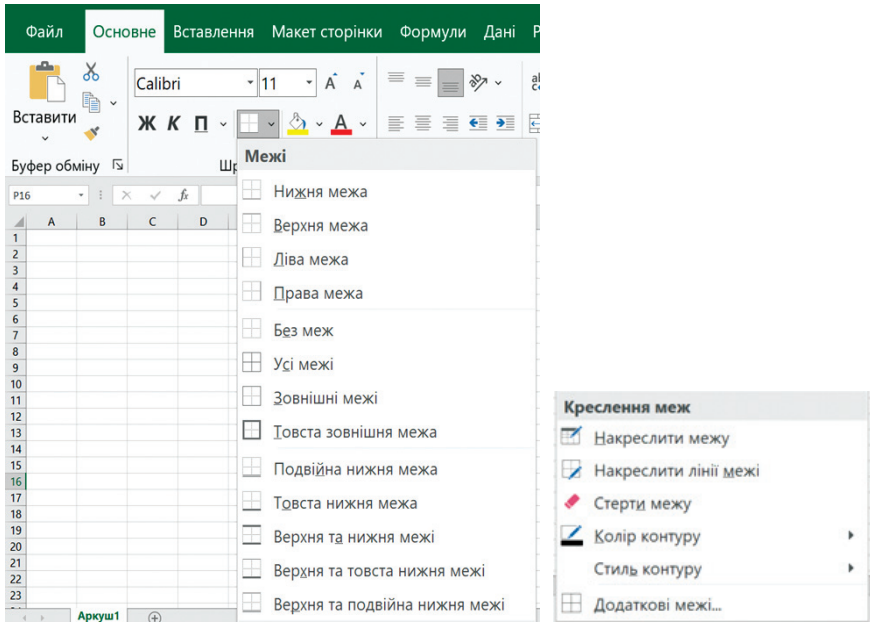 Файл Основне Вставлення Макет сторінки Формули Дані
Calibri 11 А А
Вставити
Ж К П А
Буфер обміну
P16 fx
A B C D
1
2
3
4
5
6
7
8
9
10
11
12
13
14
15
16
17
18
19
20
21
22
23
Аркуш1
Межі
Нижня межа
Верхня межа
Ліва межа
Права межа
Без меж
Усі межі
Зовнішні межі
Товста зовнішня межа
Подвійна нижня межа
Товста нижня межа
Верхня та нижня межі
Верхня та товста нижня межі
Верхня та подвійна нижня межі
Креслення меж
Накреслити межу
Накреслити лінії межі
Стерти межу
Колір контуру
Стиль контуру
Додаткові межі...